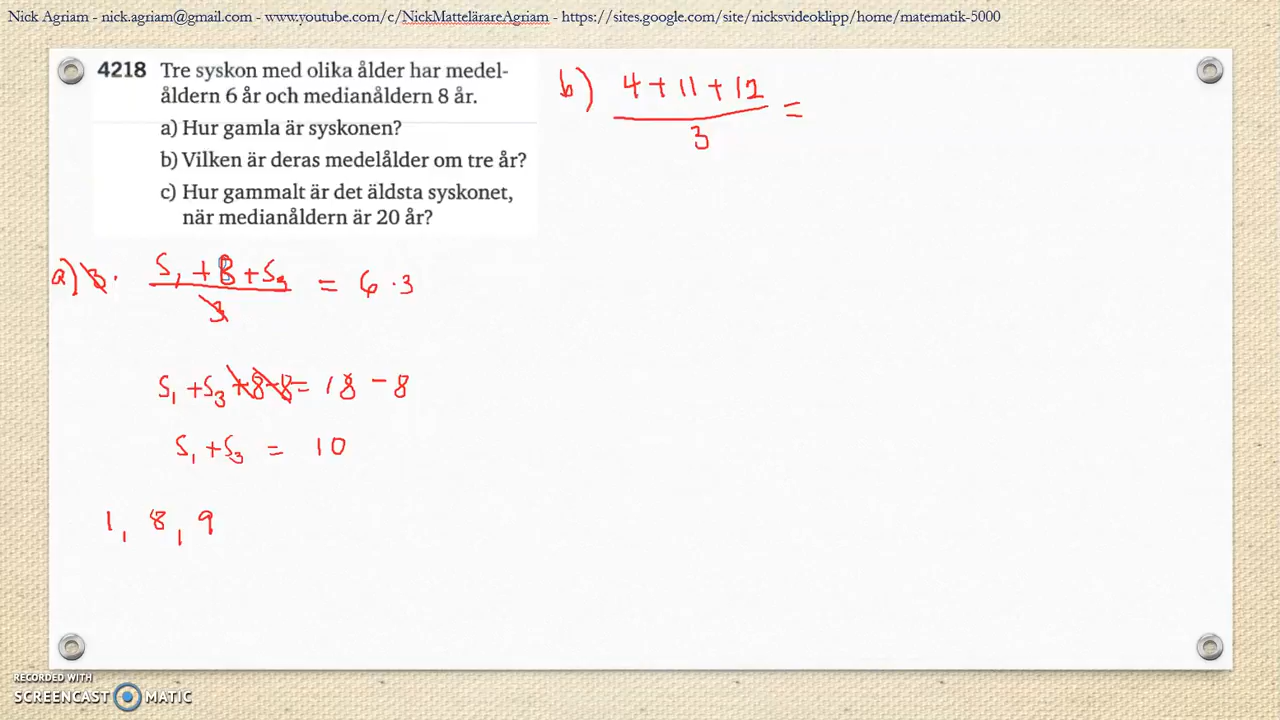 Nick Agriam - nick.agriam@gmail.com - www.youtube.com/c/NickMattelärareAgriam - https://sites.google.com/site/nicksvideoklipp/home/matematik-5000
4218 Tre syskon med olika ålder har medel-
åldern 6 år och medianåldern 8 år.
a) Hur gamla är syskonen?
b) Vilken är deras medelålder om tre år?
c) Hur gammalt är det äldsta syskonet,
när medianåldern är 20 år?
a) 3 · S₁ + 8 + S₃ = 6 · 3
3
S₁ + S₃ + 8 - 8 = 18 - 8
S₁ + S₃ = 10
1, 8, 9
b) 4 + 11 + 12 =
3
RECORDED WITH
SCREENCAST MATIC